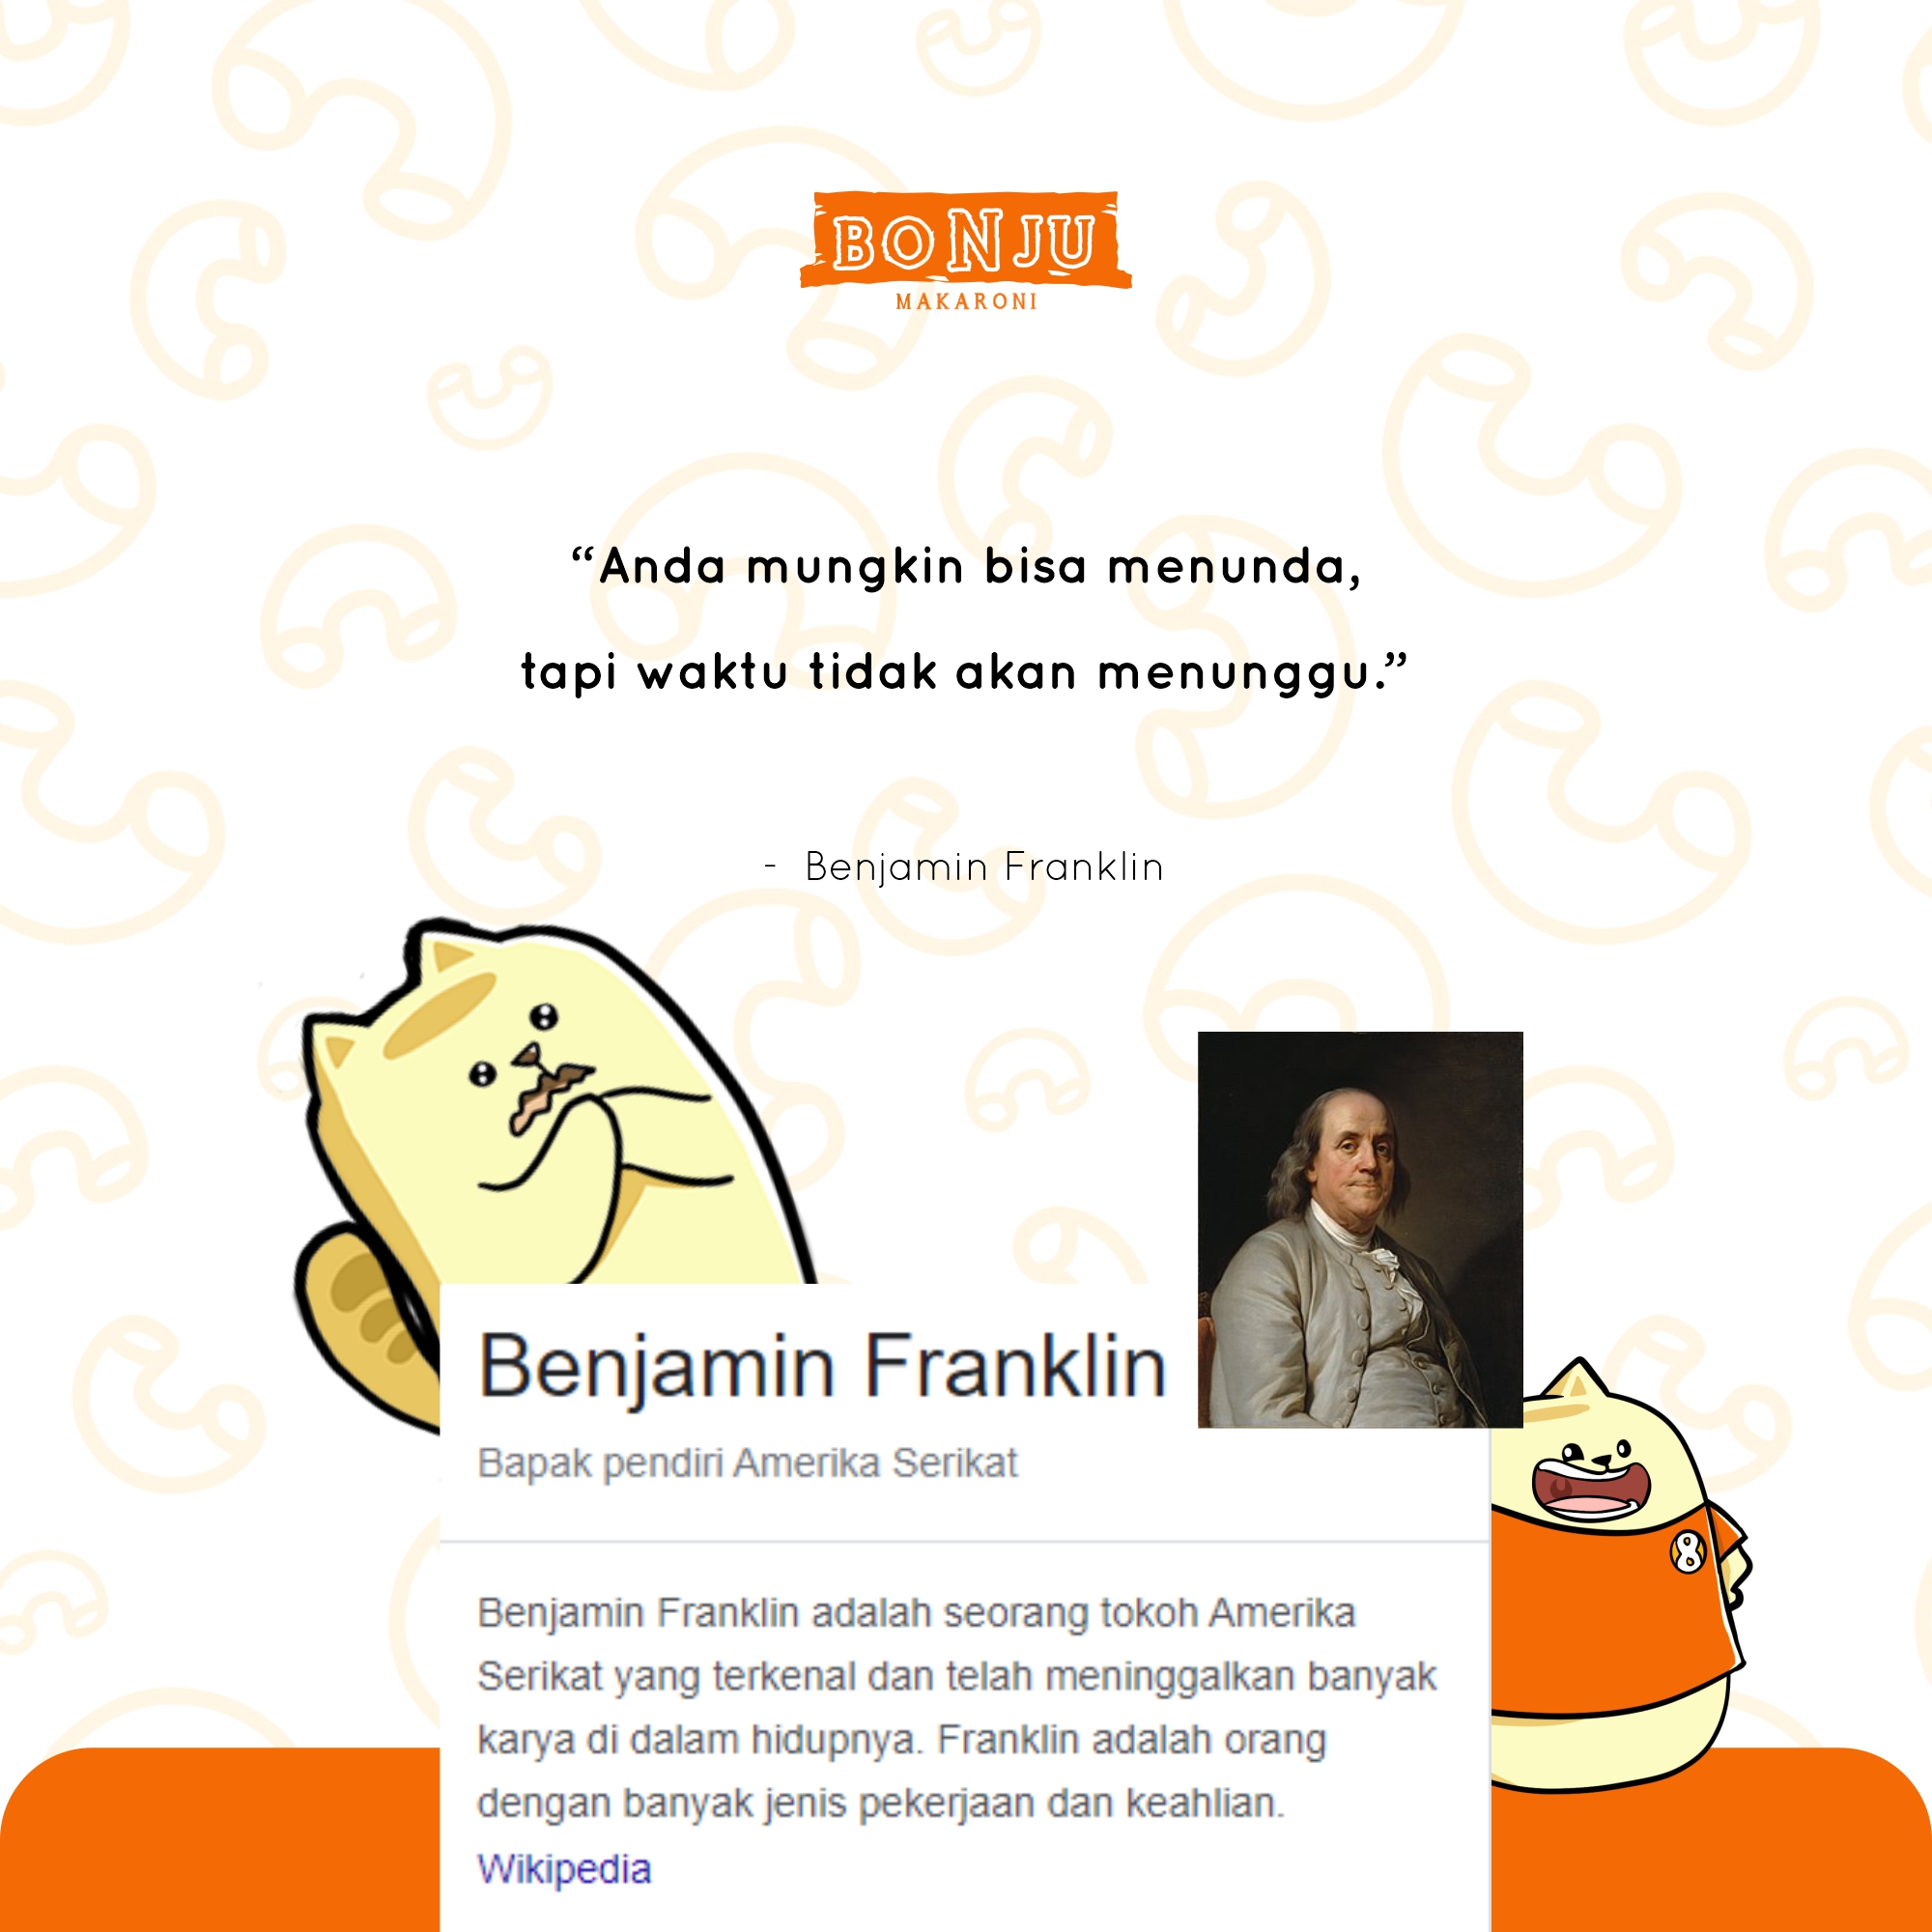 BONJU
MAKARONI
“Anda mungkin bisa menunda,
tapi waktu tidak akan menunggu.”
- Benjamin Franklin
Benjamin Franklin
Bapak pendiri Amerika Serikat
8
Benjamin Franklin adalah seorang tokoh Amerika
Serikat yang terkenal dan telah meninggalkan banyak
karya di dalam hidupnya. Franklin adalah orang
dengan banyak jenis pekerjaan dan keahlian.
Wikipedia